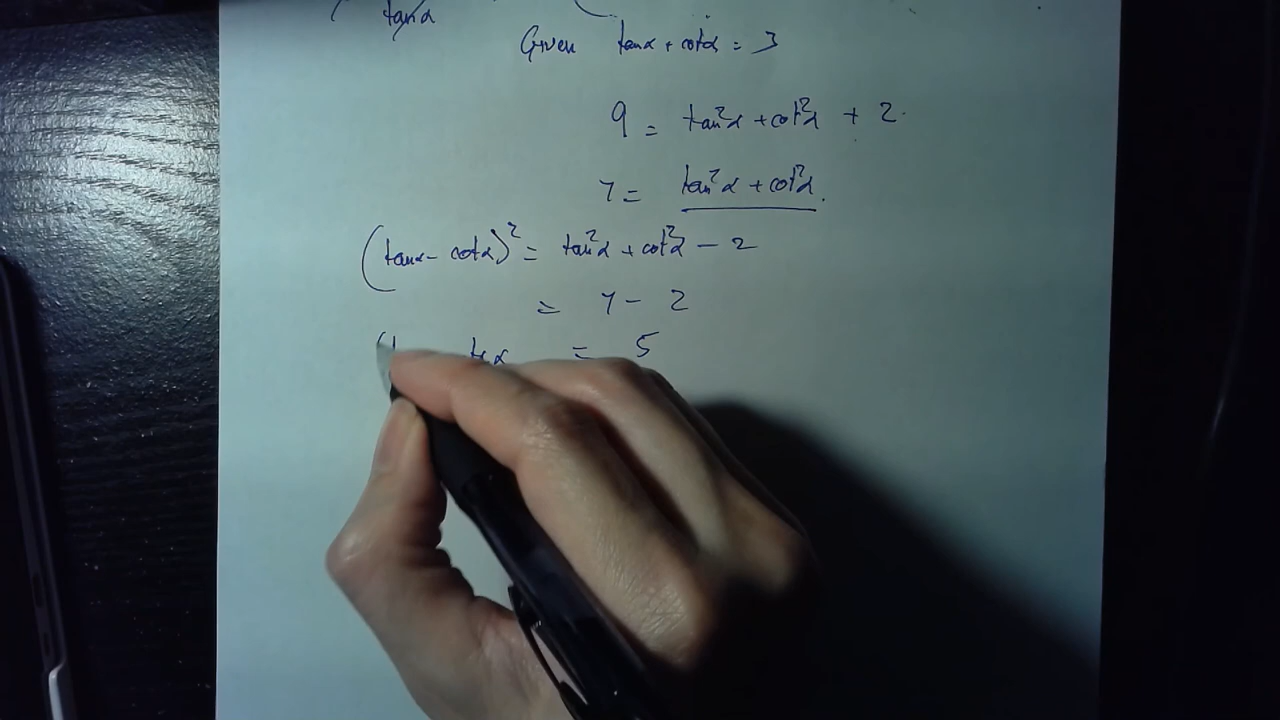 tanα
Given tanα + cotα = 3
9 = tan²α + cot²α + 2
7 = tan²α + cot²α.
(tanα - cotα)² = tan²α + cot²α - 2
= 7 - 2
= 5